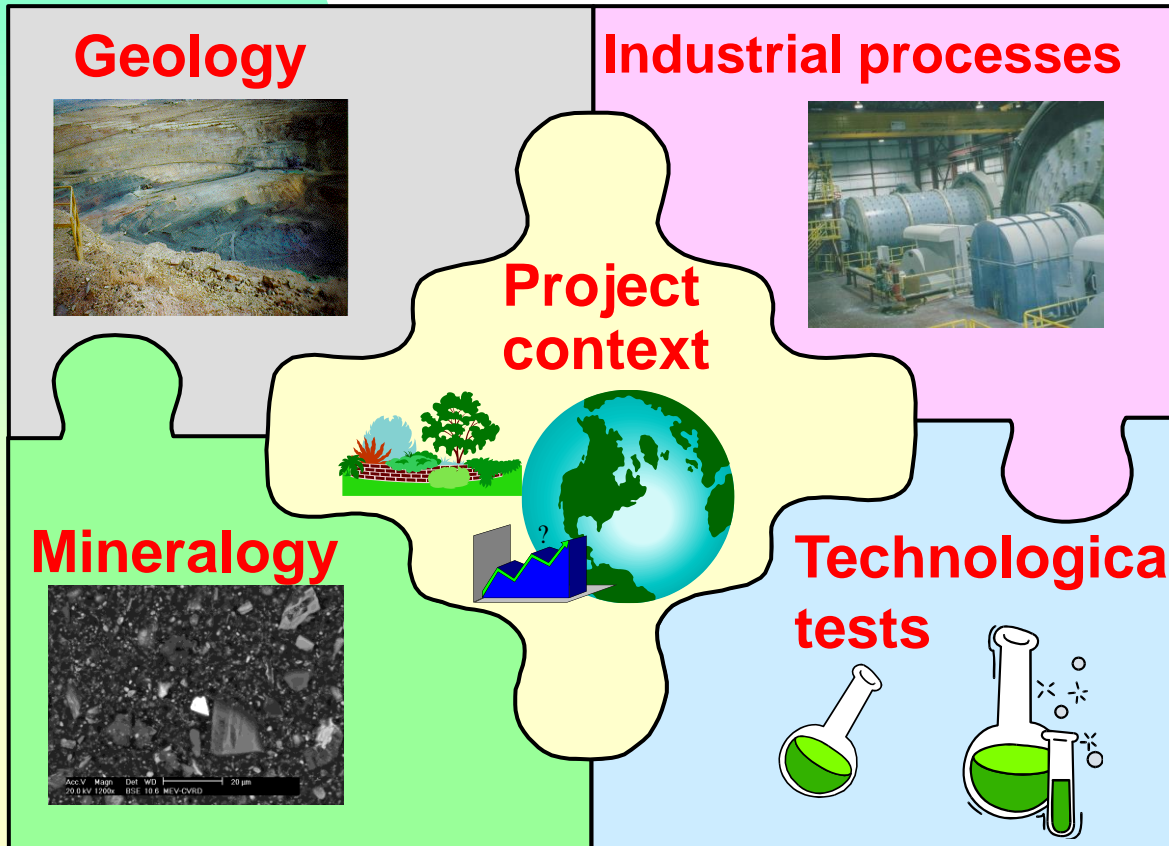 Geology
Industrial processes
Project
context
?
Mineralogy
Technologica
tests
Acc.V Magn Det WD 20 µm
20.0 kV 1200x BSE 10.6 MEV-CVRD